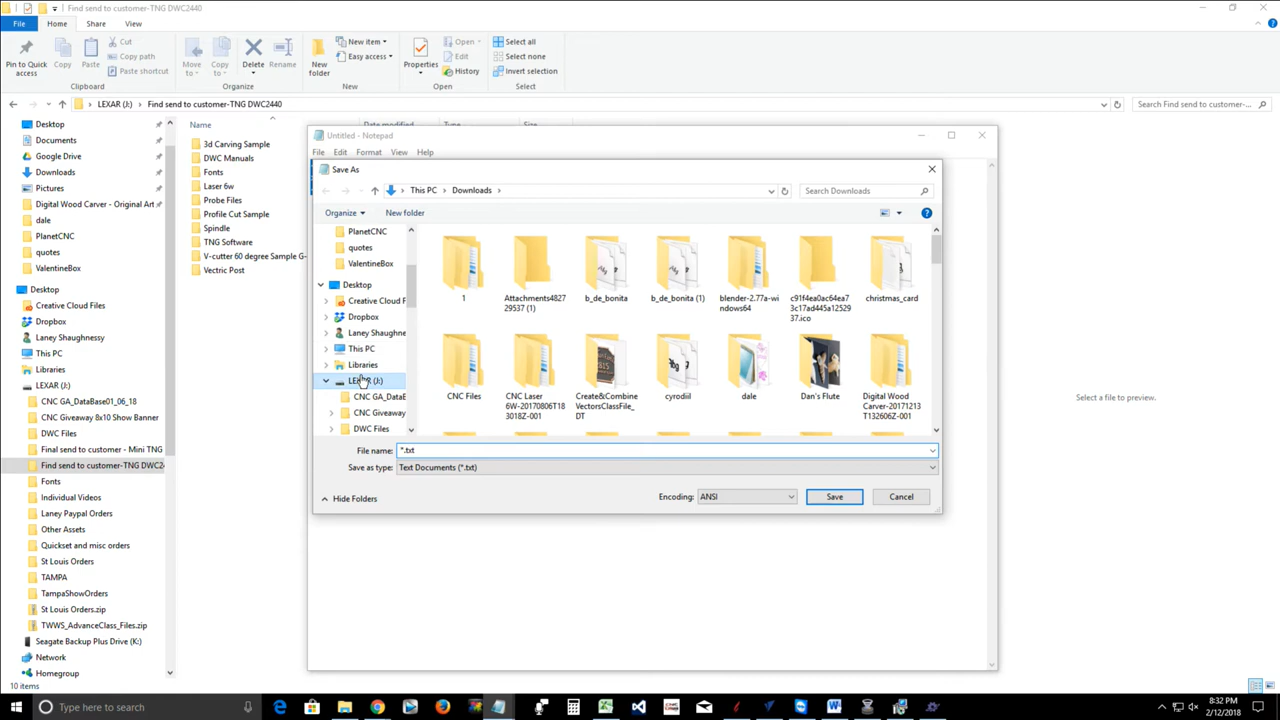 Find send to customer-TNG DWC2440
File
Home
Share
View
Pin to Quick access
Copy
Paste
Cut
Copy path
Paste shortcut
Move to
Copy to
Delete
Rename
New folder
New item
Easy access
Properties
Open
Edit
History
Select all
Select none
Invert selection
Clipboard
Organize
New
Open
Select
LEXAR (J:)
Find send to customer-TNG DWC2440
Search Find send to customer-...
Desktop
Documents
Google Drive
Downloads
Pictures
Digital Wood Carver - Original Art
dale
PlanetCNC
quotes
ValentineBox
Desktop
Creative Cloud Files
Dropbox
Laney Shaughnessy
This PC
Libraries
LEXAR (J:)
CNC GA_DataBase01_06_18
CNC Giveaway 8x10 Show Banner
DWC Files
Final send to customer - Mini TNG
Find send to customer-TNG DWC24
Fonts
Individual Videos
Laney Paypal Orders
Other Assets
Quickset and misc orders
St Louis Orders
TAMPA
TampaShowOrders
St Louis Orders.zip
TWWS_AdvanceClass_Files.zip
Seagate Backup Plus Drive (K:)
Network
Homegroup
10 items
Name
Date modified
Type
Size
3d Carving Sample
DWC Manuals
Fonts
Laser 6w
Probe Files
Profile Cut Sample
Spindle
TNG Software
V-cutter 60 degree Sample G-
Vectric Post
Untitled - Notepad
File
Edit
Format
View
Help
Save As
This PC
Downloads
Search Downloads
Organize
New folder
PlanetCNC
quotes
ValentineBox
Desktop
Creative Cloud F
Dropbox
Laney Shaughne
This PC
Libraries
LEXAR (J:)
CNC GA_DataE
CNC Giveaway
DWC Files
1
Attachments4827
29537 (1)
b_de_bonita
b_de_bonita (1)
blender-2.77a-wi
ndows64
c91f4ea0ac64ea7
3c17ad445a12529
37.ico
christmas_card
CNC Files
CNC Laser
6W-20170806T18
3018Z-001
Create&Combine
VectorsClassFile_
DT
cyrodiil
dale
Dan's Flute
Digital Wood
Carver-20171213
T132606Z-001
File name:
*.txt
Save as type:
Text Documents (*.txt)
Hide Folders
Encoding:
ANSI
Save
Cancel
Select a file to preview.
Type here to search
8:32 PM
2/12/2018